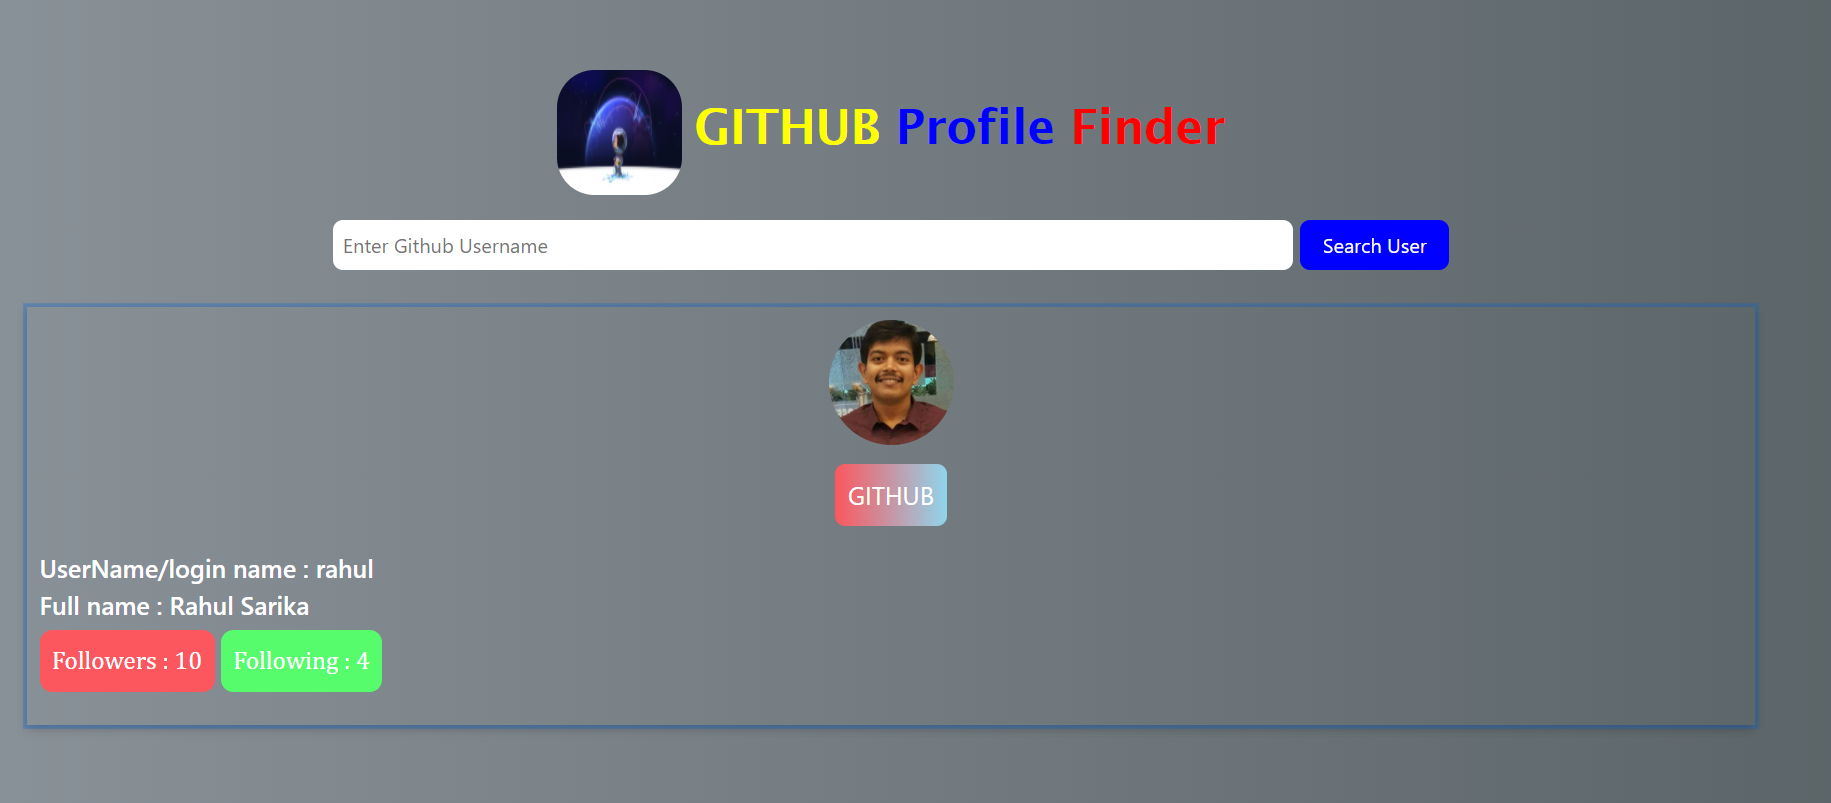 GITHUB Profile Finder
Enter Github Username
Search User
GITHUB
UserName/login name : rahul
Full name : Rahul Sarika
Followers : 10
Following : 4